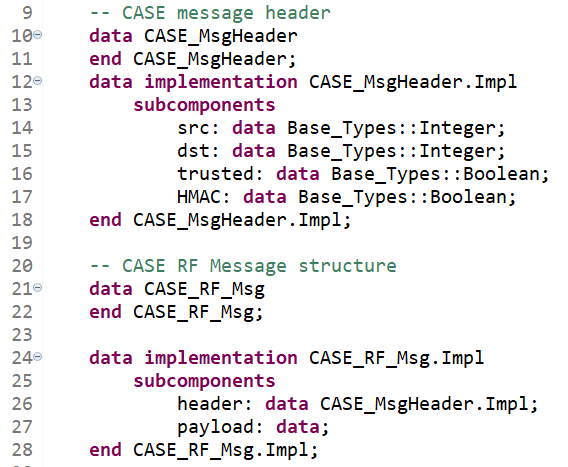 9 -- CASE message header
10 data CASE_MsgHeader
11 end CASE_MsgHeader;
12 data implementation CASE_MsgHeader.Impl
13 subcomponents
14 src: data Base_Types::Integer;
15 dst: data Base_Types::Integer;
16 trusted: data Base_Types::Boolean;
17 HMAC: data Base_Types::Boolean;
18 end CASE_MsgHeader.Impl;
19
20 -- CASE RF Message structure
21 data CASE_RF_Msg
22 end CASE_RF_Msg;
23
24 data implementation CASE_RF_Msg.Impl
25 subcomponents
26 header: data CASE_MsgHeader.Impl;
27 payload: data;
28 end CASE_RF_Msg.Impl;